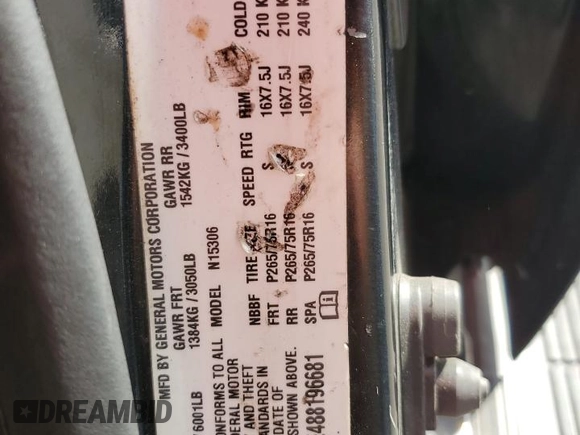 MFD BY GENERAL MOTORS CORPORATION
GAWR FRT GAWR RR
1384KG / 3050LB 1542KG / 3400LB
6001LB
ONFORMS TO ALL MODEL N15306
DERAL MOTOR
Y AND THEFT NBBF TIRE SIZE SPEED RTG RIM COLD
ANDARDS IN FRT P265/75R16 S 16X7.5J 210 K
DATE OF RR P265/75R16 S 16X7.5J 210 K
SHOWN ABOVE. SPA P265/75R16 S 16X7.5J 240 K
488196681
DREAMBID